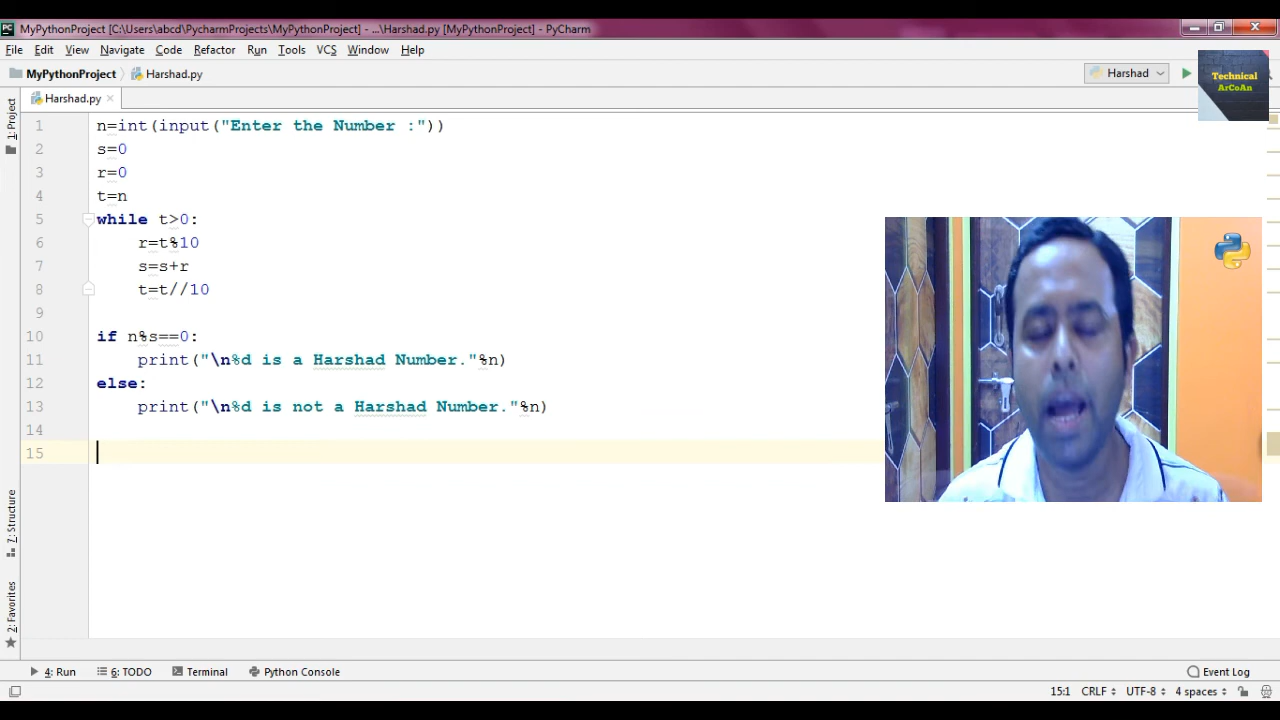 MyPythonProject [C:\Users\abcd\PycharmProjects\MyPythonProject] - ...\Harshad.py [MyPythonProject] - PyCharm
File Edit View Navigate Code Refactor Run Tools VCS Window Help
MyPythonProject Harshad.py Harshad
Technical
ArCoAn
1: Project
Harshad.py
1 n=int(input("Enter the Number :"))
2 s=0
3 r=0
4 t=n
5 while t>0:
6 r=t%10
7 s=s+r
8 t=t//10
9
10 if n%s==0:
11 print("\n%d is a Harshad Number."%n)
12 else:
13 print("\n%d is not a Harshad Number."%n)
14
15
7: Structure
2: Favorites
4: Run 6: TODO Terminal Python Console Event Log
15:1 CRLF UTF-8 4 spaces